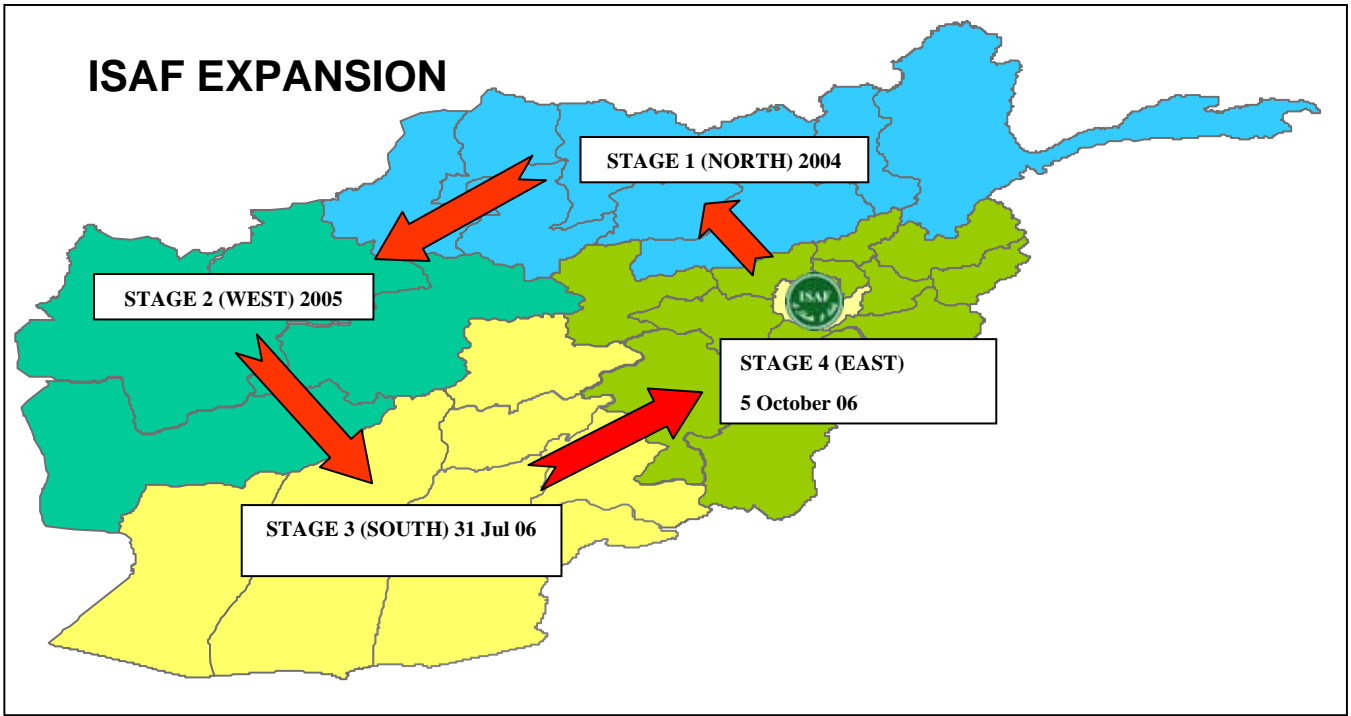 ISAF EXPANSION
STAGE 1 (NORTH) 2004
STAGE 2 (WEST) 2005
ISAF
STAGE 4 (EAST)
5 October 06
STAGE 3 (SOUTH) 31 Jul 06